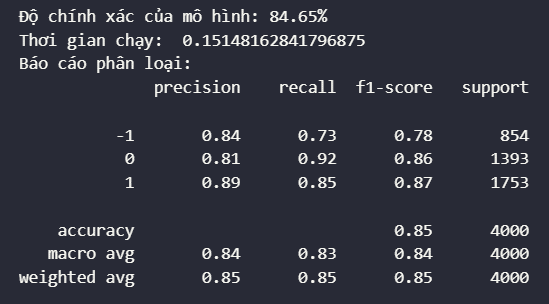 Độ chính xác của mô hình: 84.65%
Thơi gian chạy:  0.15148162841796875
Báo cáo phân loại:
              precision    recall  f1-score   support

          -1       0.84      0.73      0.78       854
           0       0.81      0.92      0.86      1393
           1       0.89      0.85      0.87      1753

    accuracy                           0.85      4000
   macro avg       0.84      0.83      0.84      4000
weighted avg       0.85      0.85      0.85      4000